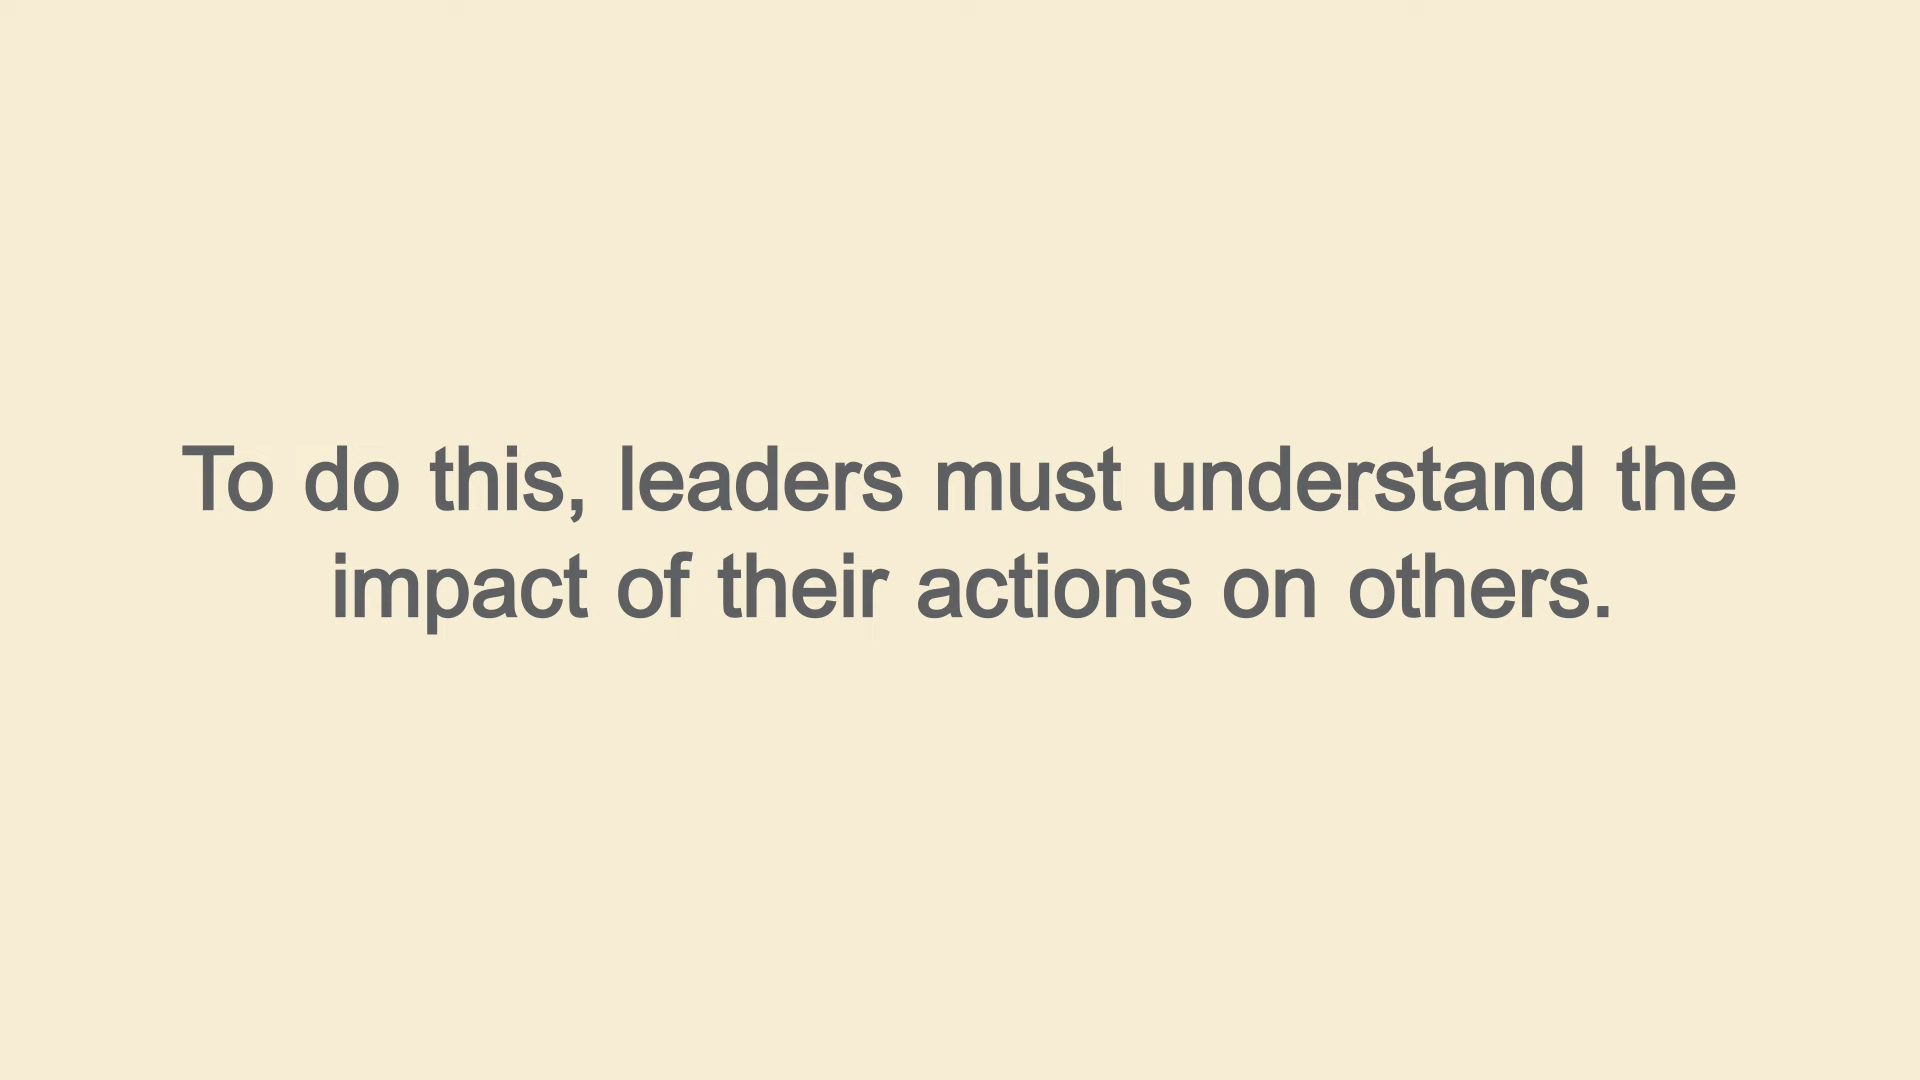 To do this, leaders must understand the
impact of their actions on others.